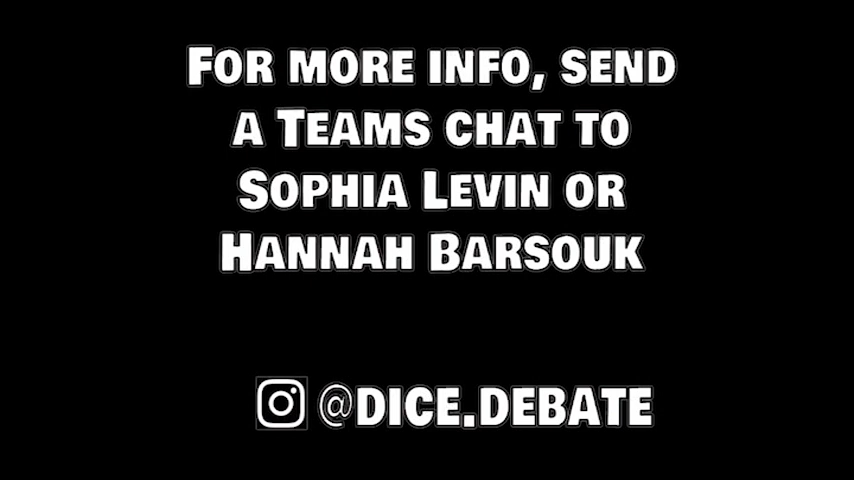 For more info, send
a Teams chat to
Sophia Levin or
Hannah Barsouk
@dice.debate